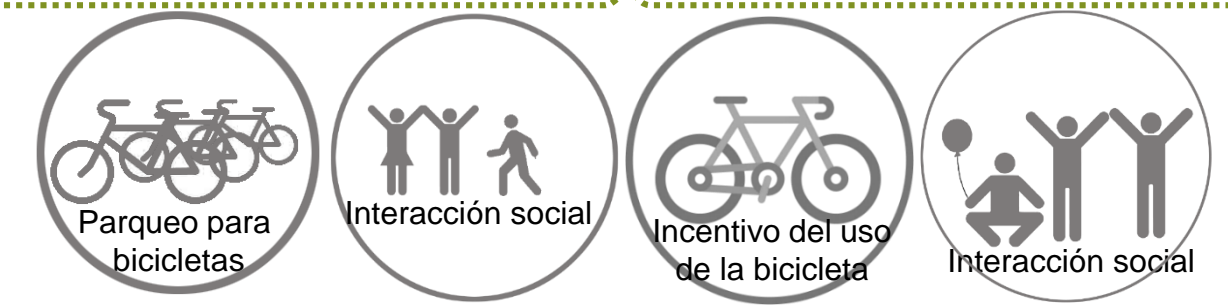 Parqueo para
bicicletas
Interacción social
Incentivo del uso
de la bicicleta
Interacción social